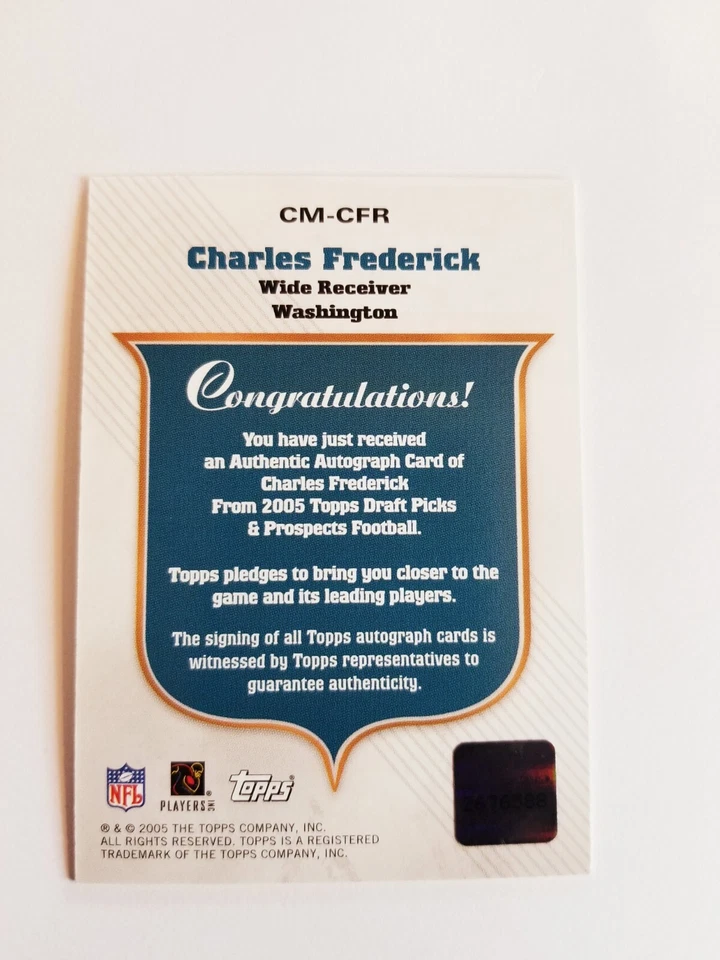 CM-CFR
Charles Frederick
Wide Receiver
Washington
Congratulations!
You have just received
an Authentic Autograph Card of
Charles Frederick
From 2005 Topps Draft Picks
& Prospects Football.
Topps pledges to bring you closer to the
game and its leading players.
The signing of all Topps autograph cards is
witnessed by Topps representatives to
guarantee authenticity.
NFL
PLAYERS INC
topps®
® & © 2005 THE TOPPS COMPANY, INC.
ALL RIGHTS RESERVED. TOPPS IS A REGISTERED
TRADEMARK OF THE TOPPS COMPANY, INC.